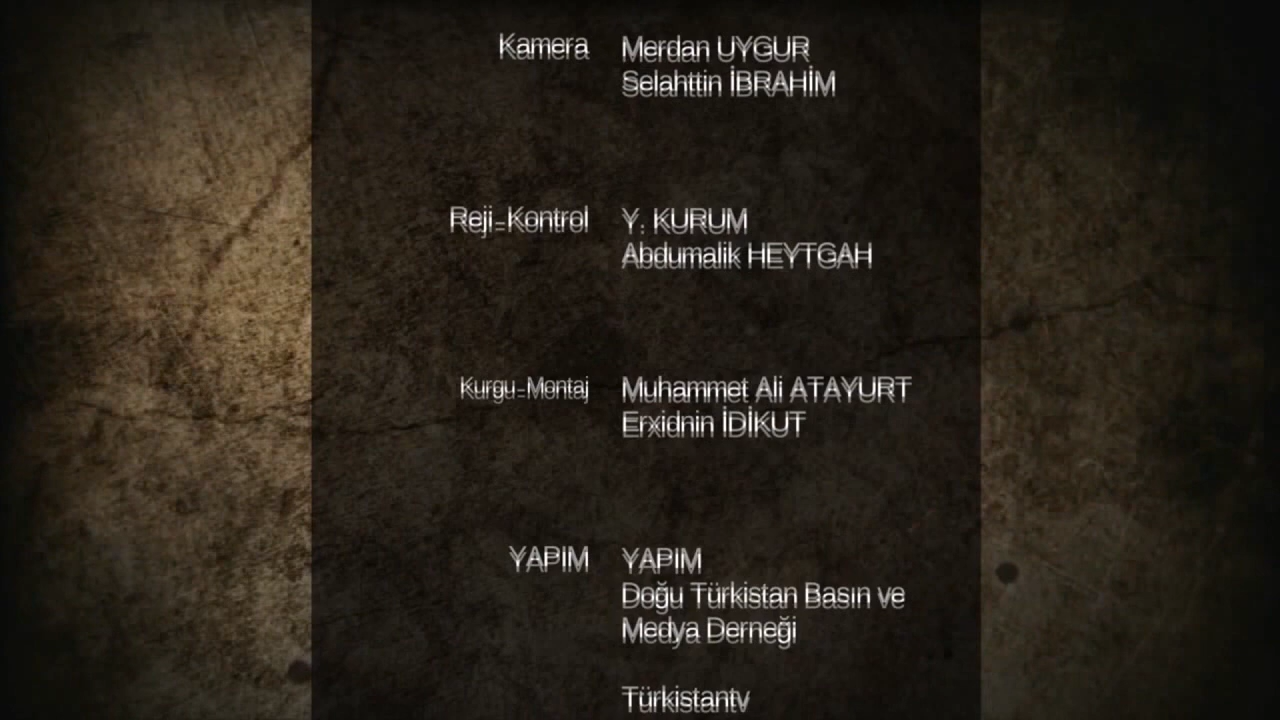 Kamera Merdan UYGUR
Selahttin İBRAHİM
Reji-Kontrol Y. KURUM
Abdumalik HEYTGAH
Kurgu-Montaj Muhammet Ali ATAYURT
Erxidnin İDİKUT
YAPIM YAPIM
Doğu Türkistan Basın ve
Medya Derneği
Türkistantv